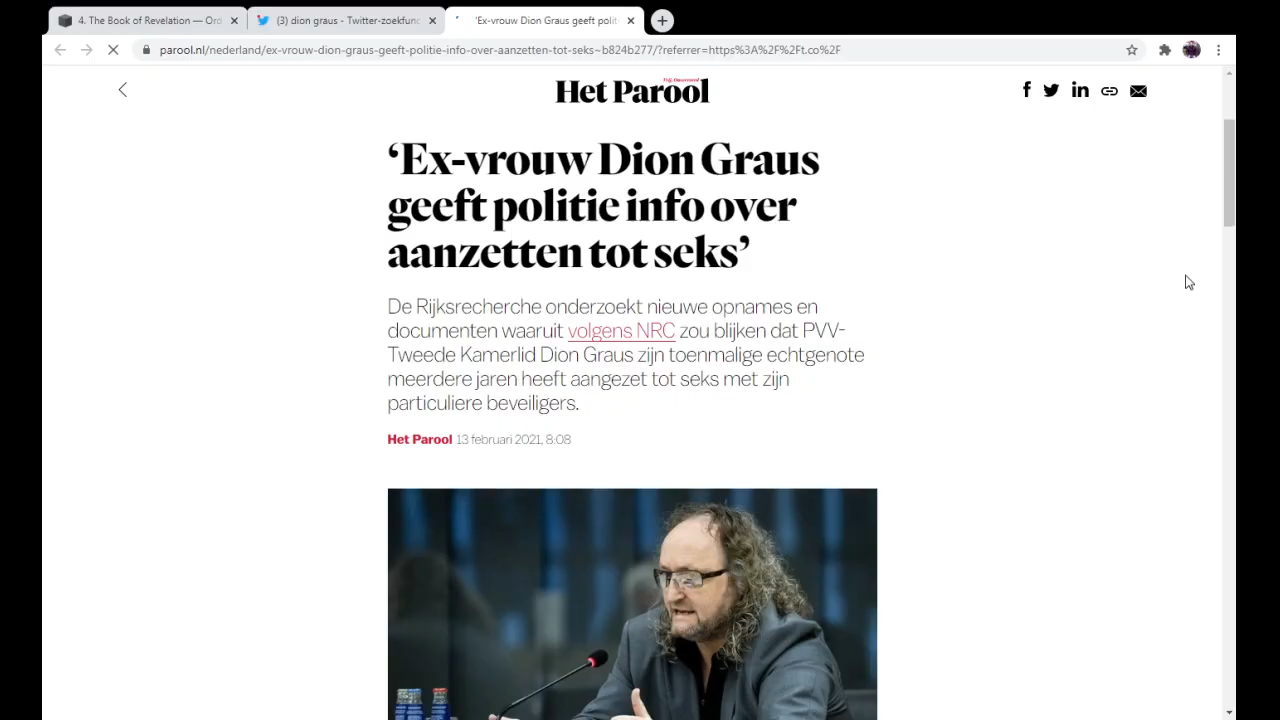 4. The Book of Revelation — Ord
(3) dion graus - Twitter-zoekfunc
'Ex-vrouw Dion Graus geeft polit
parool.nl/nederland/ex-vrouw-dion-graus-geeft-politie-info-over-aanzetten-tot-seks~b824b277/?referrer=https%3A%2F%2Ft.co%2F
Het Parool
‘Ex-vrouw Dion Graus
geeft politie info over
aanzetten tot seks’
De Rijksrecherche onderzoekt nieuwe opnames en
documenten waaruit volgens NRC zou blijken dat PVV-
Tweede Kamerlid Dion Graus zijn toenmalige echtgenote
meerdere jaren heeft aangezet tot seks met zijn
particuliere beveiligers.
Het Parool 13 februari 2021, 8:08